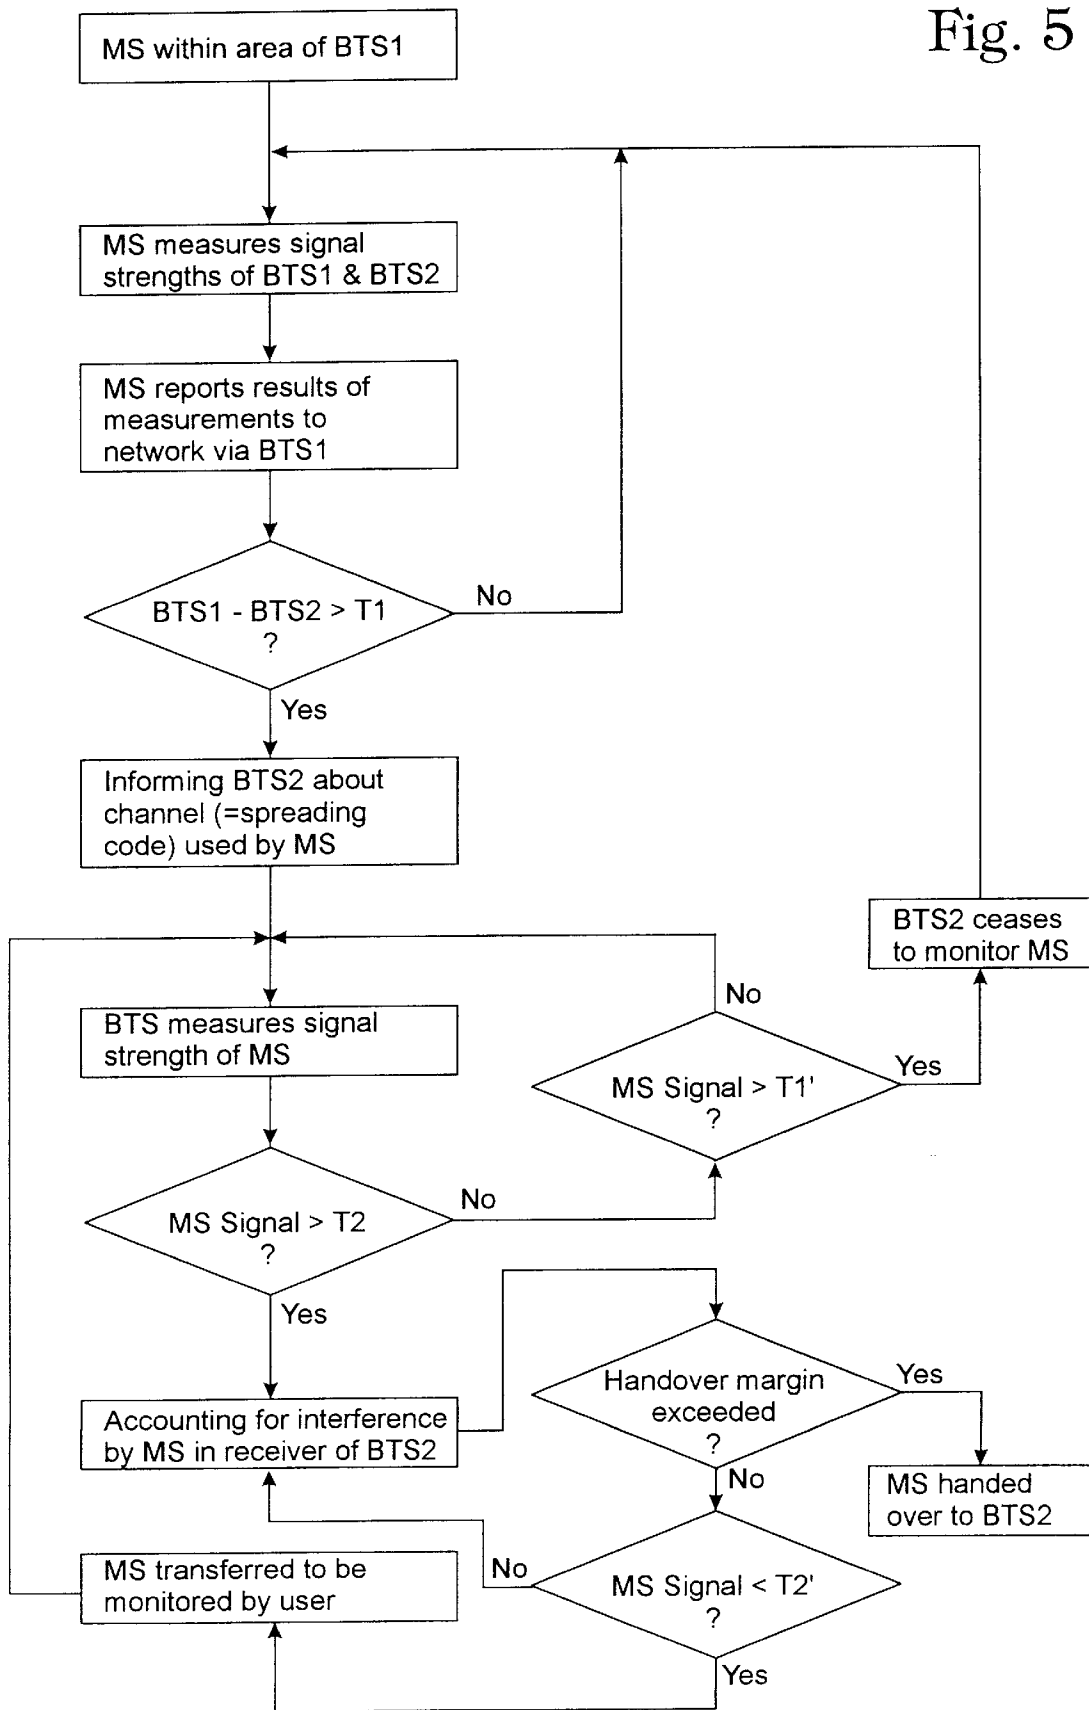 Fig. 5
MS within area of BTS1
MS measures signal
strengths of BTS1 & BTS2
MS reports results of
measurements to
network via BTS1
BTS1 - BTS2 > T1
?
No
Yes
Informing BTS2 about
channel (=spreading
code) used by MS
BTS2 ceases
to monitor MS
BTS measures signal
strength of MS
No
MS Signal > T1'
?
Yes
MS Signal > T2
?
No
Yes
Handover margin
exceeded
?
Yes
No
Accounting for interference
by MS in receiver of BTS2
MS handed
over to BTS2
MS transferred to be
monitored by user
No
MS Signal < T2'
?
Yes